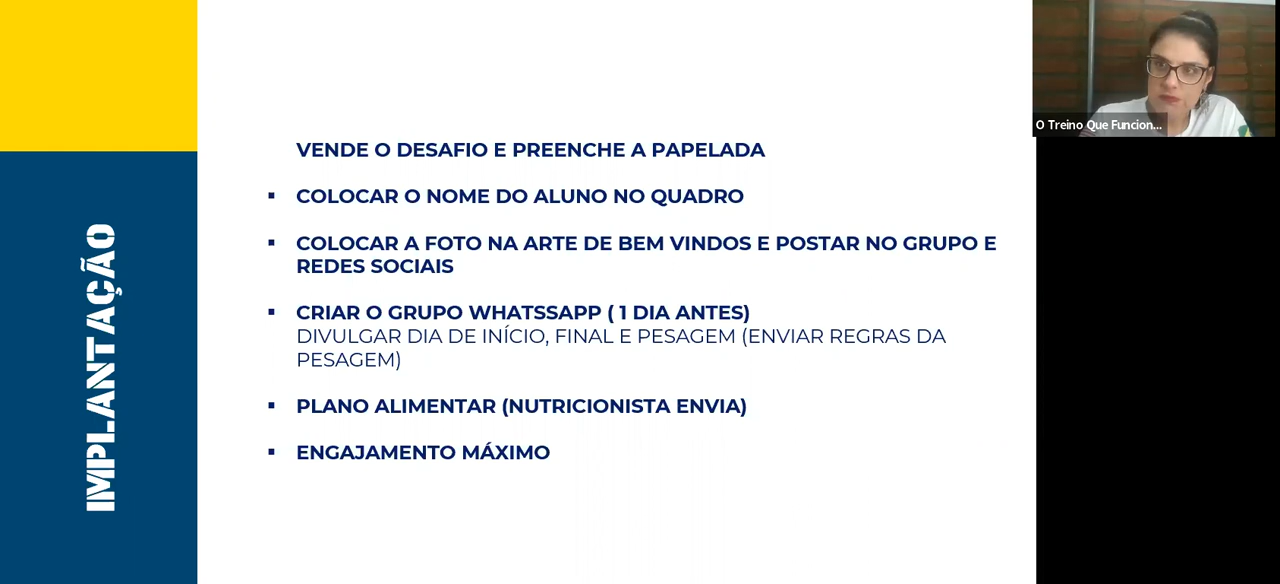 IMPLANTAÇÃO
VENDE O DESAFIO E PREENCHE A PAPELADA
▪ COLOCAR O NOME DO ALUNO NO QUADRO
▪ COLOCAR A FOTO NA ARTE DE BEM VINDOS E POSTAR NO GRUPO E
REDES SOCIAIS
▪ CRIAR O GRUPO WHATSSAPP ( 1 DIA ANTES)
DIVULGAR DIA DE INÍCIO, FINAL E PESAGEM (ENVIAR REGRAS DA
PESAGEM)
▪ PLANO ALIMENTAR (NUTRICIONISTA ENVIA)
▪ ENGAJAMENTO MÁXIMO
O Treino Que Funcion...